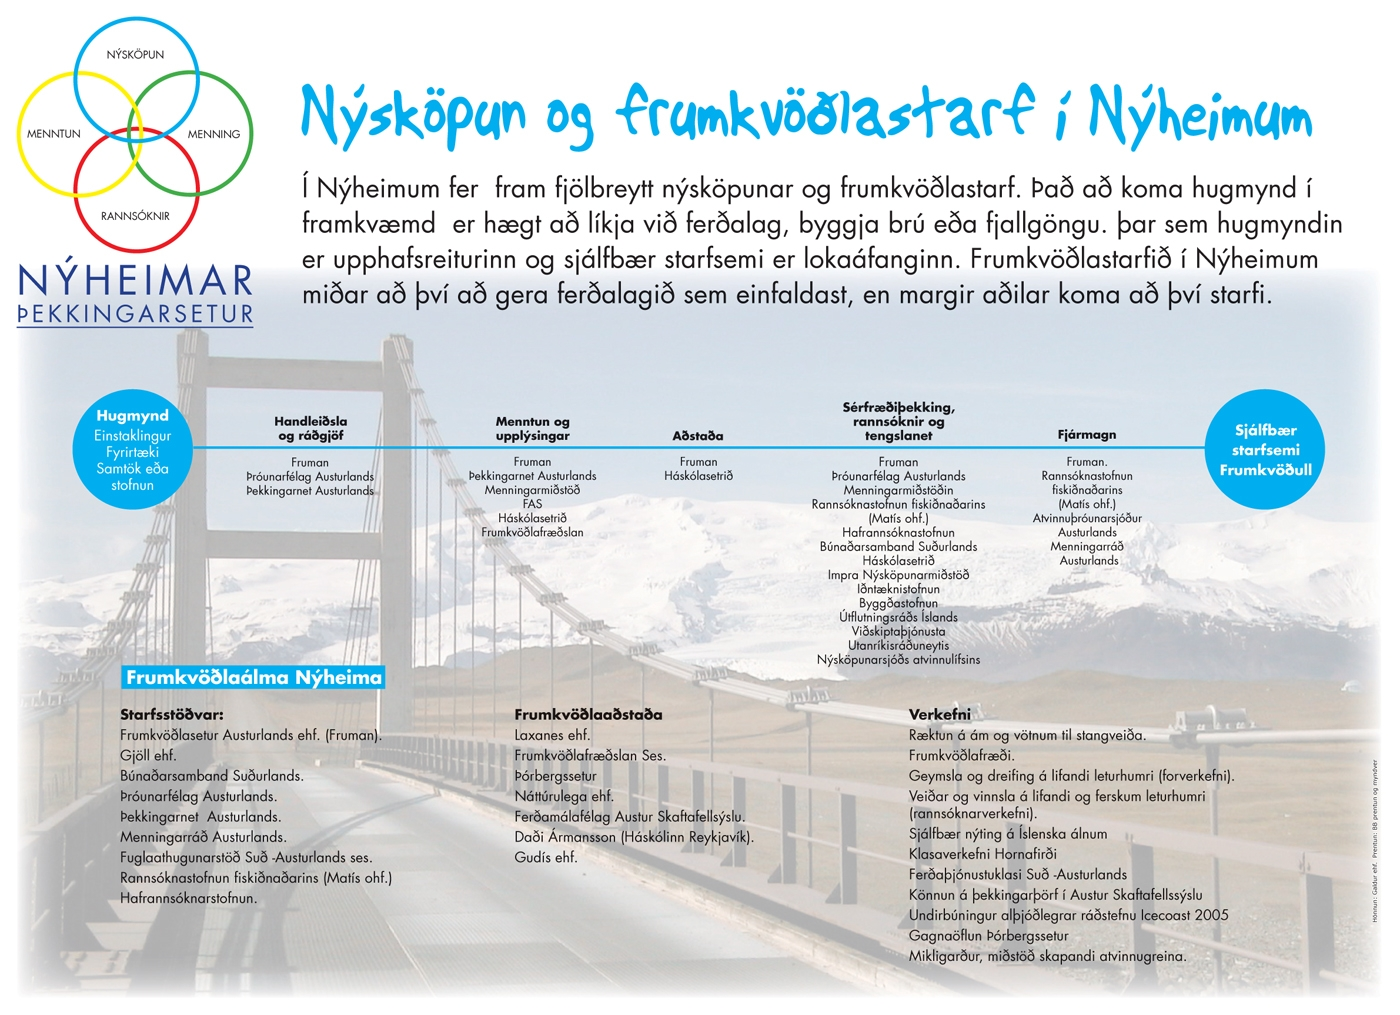 NÝSKÖPUN
MENNTUN
MENNING
RANNSÓKNIR
NÝHEIMAR
ÞEKKINGARSETUR
Nýsköpun og frumkvöðlastarf í Nýheimum
Í Nýheimum fer fram fjölbreytt nýsköpunar og frumkvöðlastarf. Það að koma hugmynd í
framkvæmd er hægt að líkja við ferðalag, byggja brú eða fjallgöngu. þar sem hugmyndin
er upphafsreiturinn og sjálfbær starfsemi er lokaáfanginn. Frumkvöðlastarfið í Nýheimum
miðar að því að gera ferðalagið sem einfaldast, en margir aðilar koma að því starfi.
Hugmynd
Einstaklingur
Fyrirtæki
Samtök eða
stofnun
Handleiðsla
og ráðgjöf
Fruman
Þróunarfélag Austurlands
Þekkingarnet Austurlands
Menntun og
upplýsingar
Fruman
Þekkingarnet Austurlands
Menningarmiðstöð
FAS
Háskólasetrið
Frumkvöðlafræðslan
Aðstaða
Fruman
Háskólasetrið
Sérfræðiþekking,
rannsóknir og
tengslanet
Fruman
Þróunarfélag Austurlands
Menningarmiðstöðin
Rannsóknastofnun fiskiðnaðarins
(Matís ohf.)
Hafrannsóknastofnun
Búnaðarsamband Suðurlands
Háskólasetrið
Impra Nýsköpunarmiðstöð
Iðntæknistofnun
Byggðastofnun
Útflutningsráðs Íslands
Viðskiptaþjónusta
Utanríkisráðuneytis
Nýsköpunarsjóðs atvinnulífsins
Fjármagn
Fruman.
Rannsóknastofnun
fiskiðnaðarins
(Matís ohf.)
Atvinnuþróunarsjóður
Austurlands
Menningarráð
Austurlands
Sjálfbær
starfsemi
Frumkvöðull
Frumkvöðlaálma Nýheima
Starfsstöðvar:
Frumkvöðlasetur Austurlands ehf. (Fruman).
Gjöll ehf.
Búnaðarsamband Suðurlands.
Þróunarfélag Austurlands.
Þekkingarnet Austurlands.
Menningarráð Austurlands.
Fuglaathugunarstöð Suð -Austurlands ses.
Rannsóknastofnun fiskiðnaðarins (Matís ohf.)
Hafrannsóknarstofnun.
Frumkvöðlaaðstaða
Laxanes ehf.
Frumkvöðlafræðslan Ses.
Þórbergssetur
Náttúrulega ehf.
Ferðamálafélag Austur Skaftafellsýslu.
Daði Ármansson (Háskólinn Reykjavík).
Gudís ehf.
Verkefni
Ræktun á ám og vötnum til stangveiða.
Frumkvöðlafræði.
Geymsla og dreifing á lifandi leturhumri (forverkefni).
Veiðar og vinnsla á lifandi og ferskum leturhumri
(rannsóknarverkefni).
Sjálfbær nýting á Íslenska álnum
Klasaverkefni Hornafirði
Ferðaþjónustuklasi Suð -Austurlands
Könnun á þekkingarþörf í Austur Skaftafellssýslu
Undirbúningur alþjóðlegrar ráðstefnu Icecoast 2005
Gagnaöflun Þórbergssetur
Mikligarður, miðstöð skapandi atvinnugreina.
Hönnun: Galdur ehf. Prentun: BB prentun og myndver